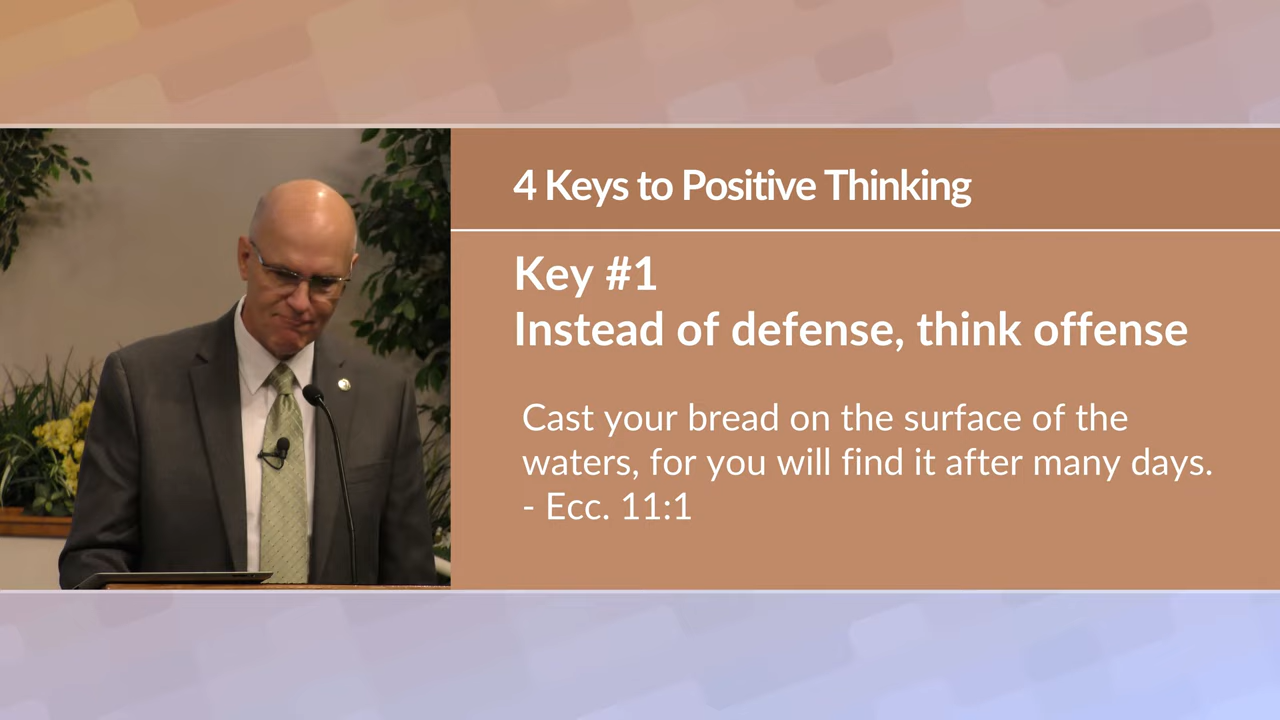 4 Keys to Positive Thinking
Key #1
Instead of defense, think offense
Cast your bread on the surface of the
waters, for you will find it after many days.
- Ecc. 11:1